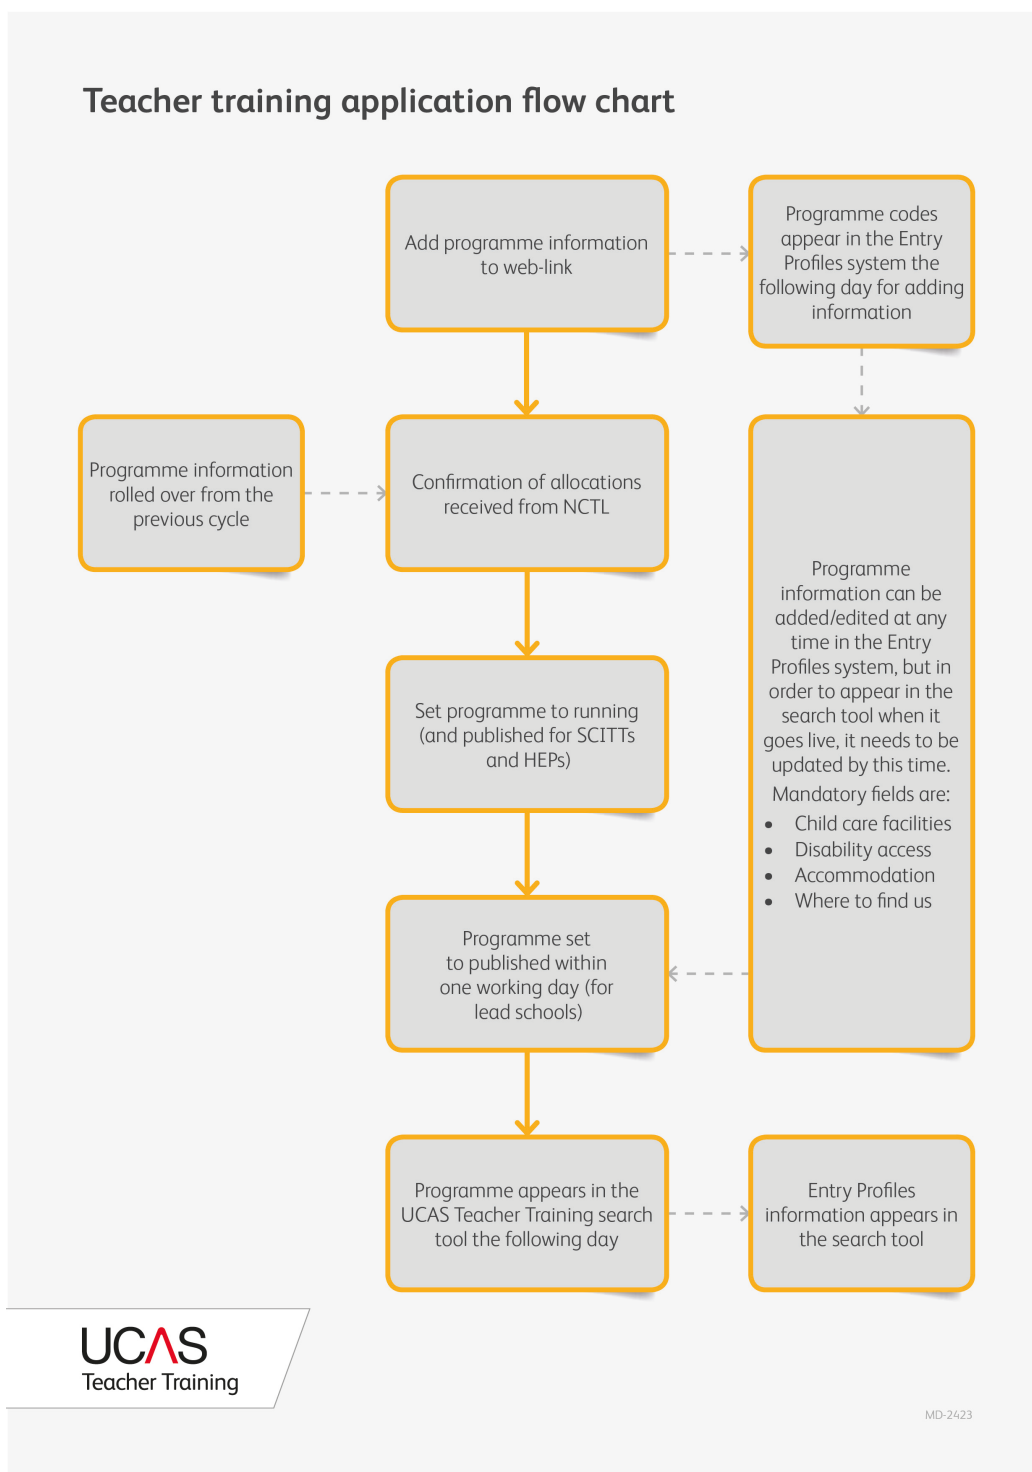 Teacher training application flow chart
Add programme information
to web-link
Programme codes
appear in the Entry
Profiles system the
following day for adding
information
Programme information
rolled over from the
previous cycle
Confirmation of allocations
received from NCTL
Programme
information can be
added/edited at any
time in the Entry
Profiles system, but in
order to appear in the
search tool when it
goes live, it needs to be
updated by this time.
Mandatory fields are:
• Child care facilities
• Disability access
• Accommodation
• Where to find us
Set programme to running
(and published for SCITTs
and HEPs)
Programme set
to published within
one working day (for
lead schools)
Programme appears in the
UCAS Teacher Training search
tool the following day
Entry Profiles
information appears in
the search tool
UCAS
Teacher Training
MD-2423